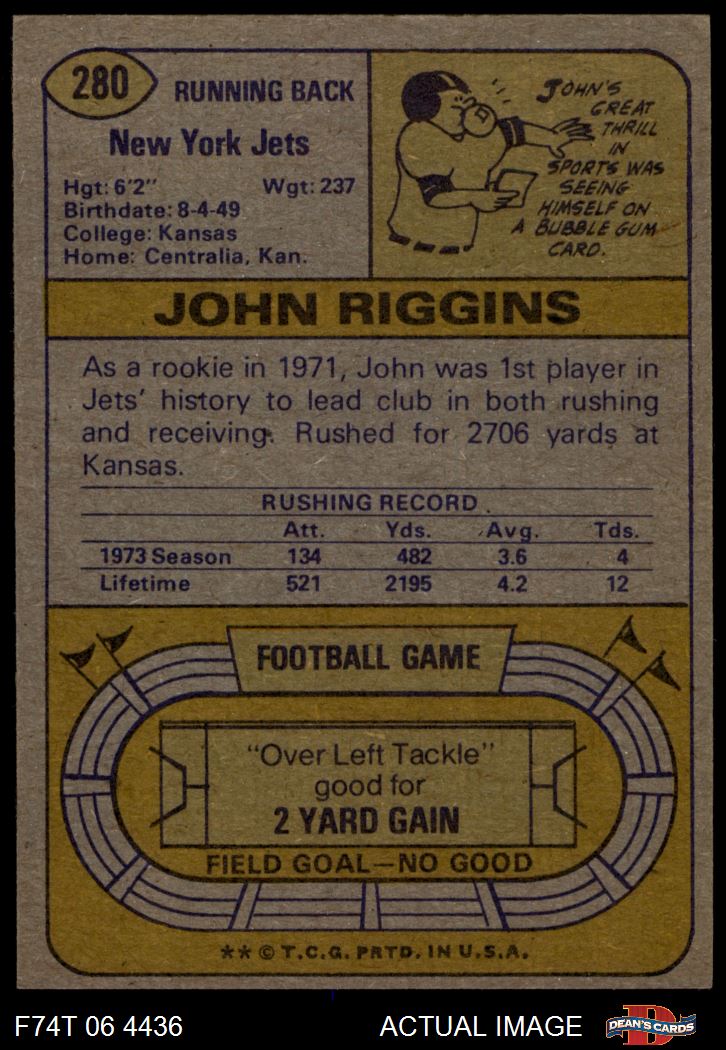 280
RUNNING BACK
New York Jets
Hgt: 6'2" Wgt: 237
Birthdate: 8-4-49
College: Kansas
Home: Centralia, Kan.
JOHN'S
GREAT
THRILL
IN
SPORTS WAS
SEEING
HIMSELF ON
A BUBBLE GUM
CARD.
JOHN RIGGINS
As a rookie in 1971, John was 1st player in
Jets' history to lead club in both rushing
and receiving. Rushed for 2706 yards at
Kansas.
RUSHING RECORD
Att. Yds. Avg. Tds.
1973 Season 134 482 3.6 4
Lifetime 521 2195 4.2 12
FOOTBALL GAME
"Over Left Tackle"
good for
2 YARD GAIN
FIELD GOAL—NO GOOD
** © T.C.G. PRTD. IN U.S.A.
F74T 06 4436 ACTUAL IMAGE
D
DEAN'S CARDS